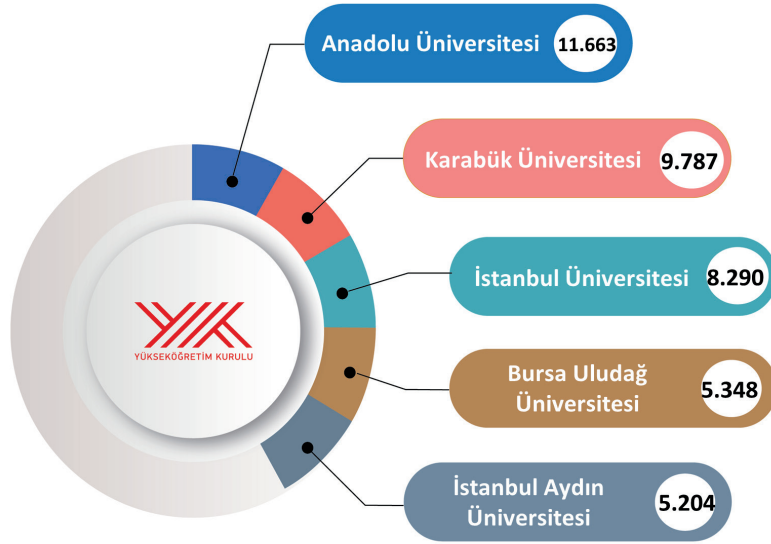 Anadolu Üniversitesi 11.663
Karabük Üniversitesi 9.787
İstanbul Üniversitesi 8.290
YÜKSEKÖĞRETİM KURULU
Bursa Uludağ
Üniversitesi 5.348
İstanbul Aydın
Üniversitesi 5.204